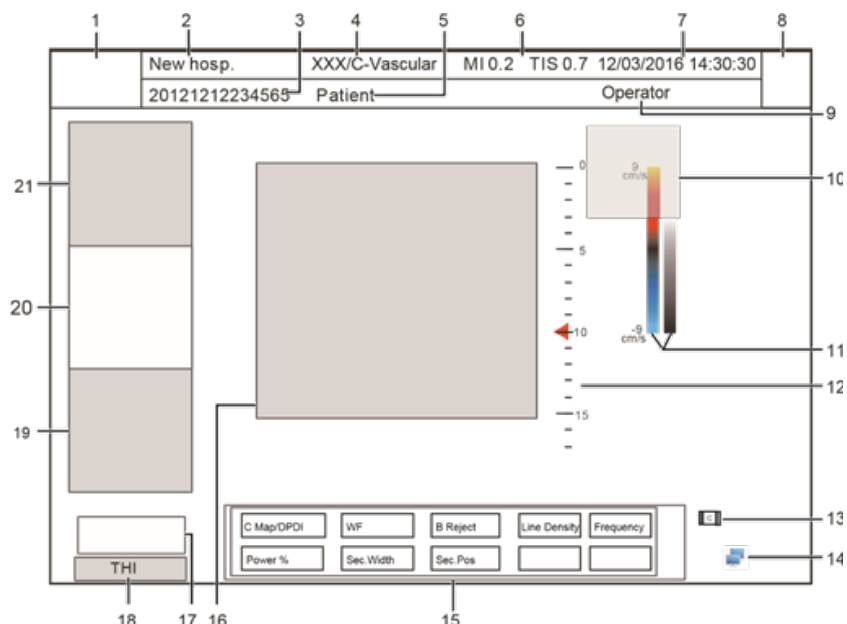 1 2 3 4 5 6 7 8
New hosp. XXX/C-Vascular MI 0.2 TIS 0.7 12/03/2016 14:30:30
20121212234565 Patient Operator
9
10
9
cm/s
0
5
10
15
-9
cm/s
11
12
21
20
19
C Map/DPDI WF B Reject Line Density Frequency
Power % Sec.Width Sec.Pos
C
13
14
THI
18 17 16 15